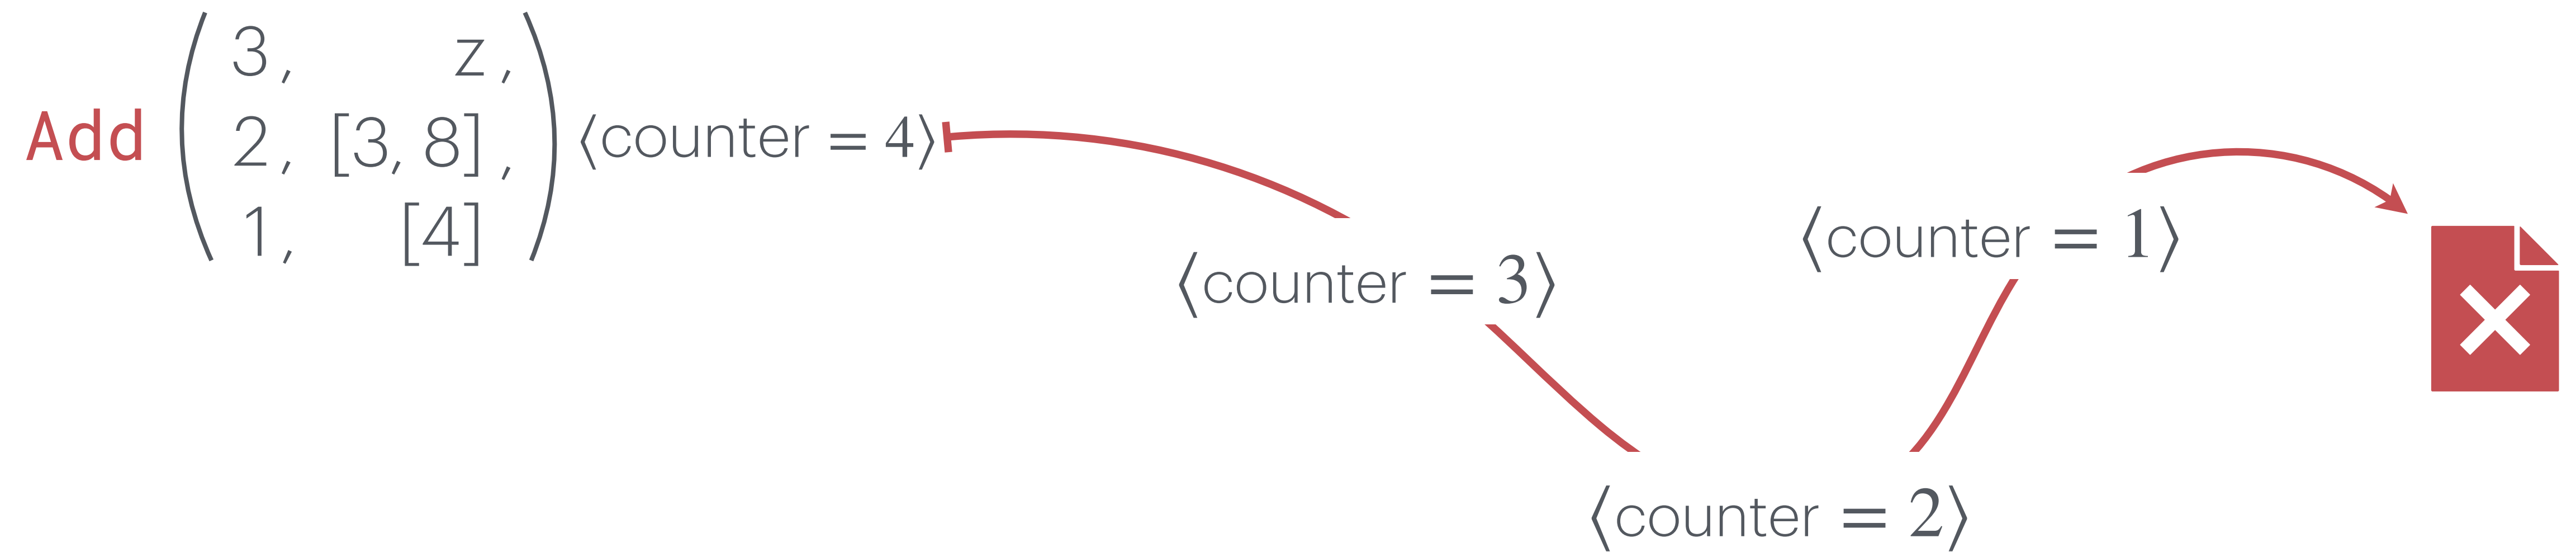 3, z,
Add 2, [3, 8], ⟨counter = 4⟩
1, [4]
⟨counter = 3⟩
⟨counter = 1⟩
⟨counter = 2⟩